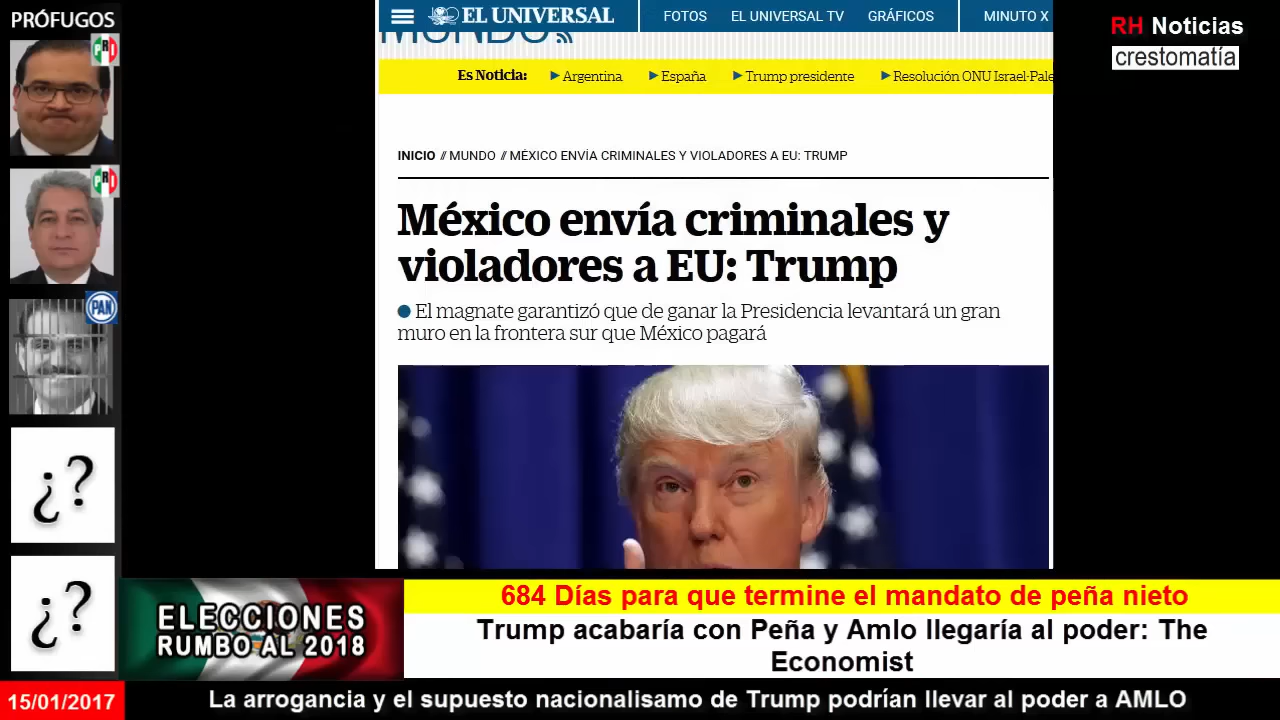 PRÓFUGOS
PRI
PRI
PAN
¿?
¿?
EL UNIVERSAL
FOTOS EL UNIVERSAL TV GRÁFICOS MINUTO X
MUNDO
Es Noticia: Argentina España Trump presidente Resolución ONU Israel-Pale
INICIO // MUNDO // MÉXICO ENVÍA CRIMINALES Y VIOLADORES A EU: TRUMP
México envía criminales y
violadores a EU: Trump
El magnate garantizó que de ganar la Presidencia levantará un gran
muro en la frontera sur que México pagará
RH Noticias
crestomatía
ELECCIONES
RUMBO AL 2018
684 Días para que termine el mandato de peña nieto
Trump acabaría con Peña y Amlo llegaría al poder: The
Economist
15/01/2017
La arrogancia y el supuesto nacionalisamo de Trump podrían llevar al poder a AMLO